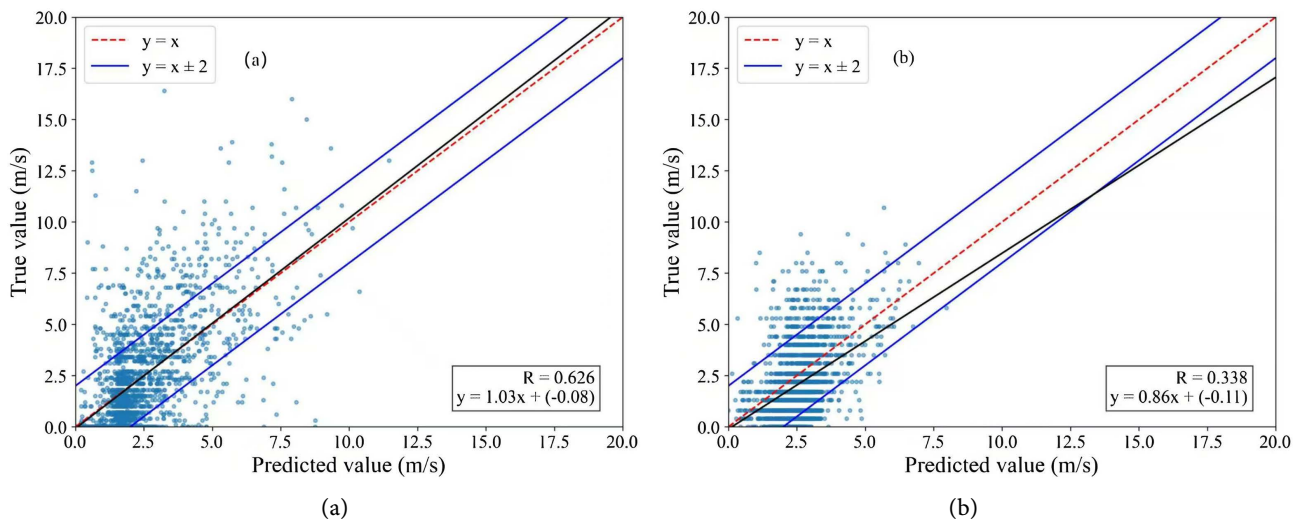 20.0
17.5
15.0
12.5
10.0
7.5
5.0
2.5
0.0
True value (m/s)
y = x
y = x ± 2
(a)
R = 0.626
y = 1.03x + (-0.08)
0.0 2.5 5.0 7.5 10.0 12.5 15.0 17.5 20.0
Predicted value (m/s)
(a)
20.0
17.5
15.0
12.5
10.0
7.5
5.0
2.5
0.0
True value (m/s)
y = x
y = x ± 2
(b)
R = 0.338
y = 0.86x + (-0.11)
0.0 2.5 5.0 7.5 10.0 12.5 15.0 17.5 20.0
Predicted value (m/s)
(b)